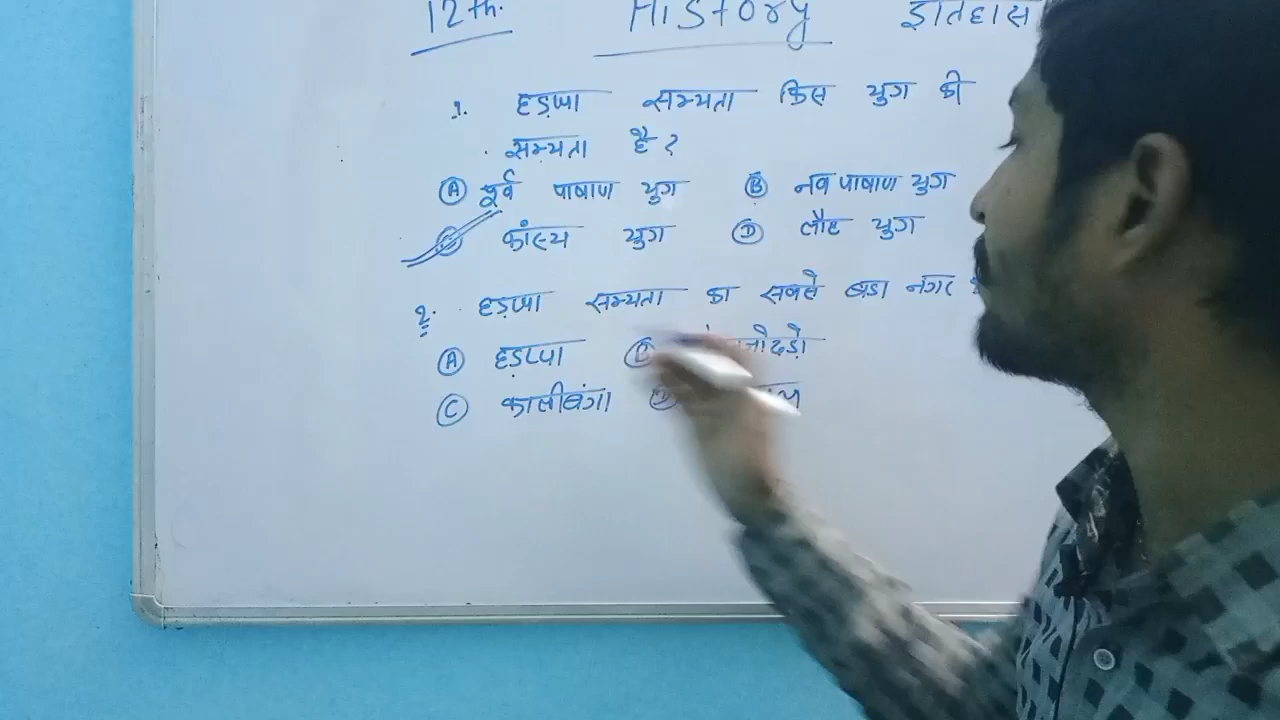 12th. History इतिहास
1. हड़प्पा सभ्यता किस युग की
सभ्यता है?
Ⓐ पूर्व पाषाण युग Ⓑ नव पाषाण युग
कांस्य युग Ⓓ लौह युग
2. हड़प्पा सभ्यता का सबसे बड़ा नगर
Ⓐ हड़प्पा Ⓑ
Ⓒ कालीबंगा Ⓓ